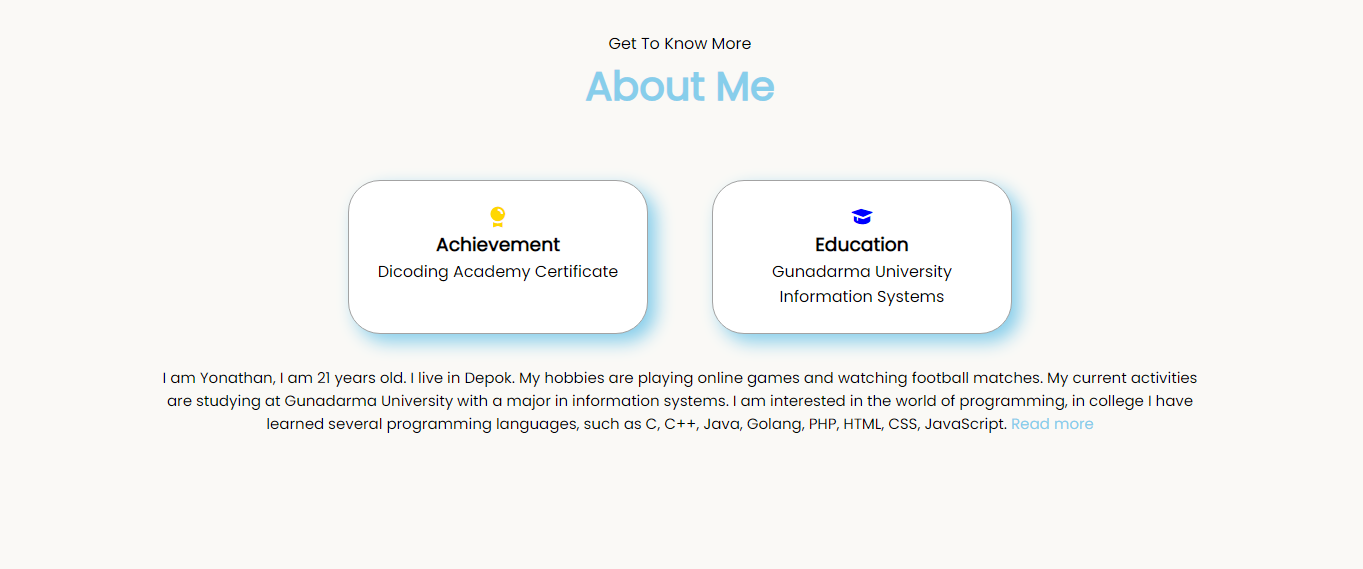 Get To Know More
About Me
Achievement
Dicoding Academy Certificate
Education
Gunadarma University
Information Systems
I am Yonathan, I am 21 years old. I live in Depok. My hobbies are playing online games and watching football matches. My current activities
are studying at Gunadarma University with a major in information systems. I am interested in the world of programming, in college I have
learned several programming languages, such as C, C++, Java, Golang, PHP, HTML, CSS, JavaScript. Read more